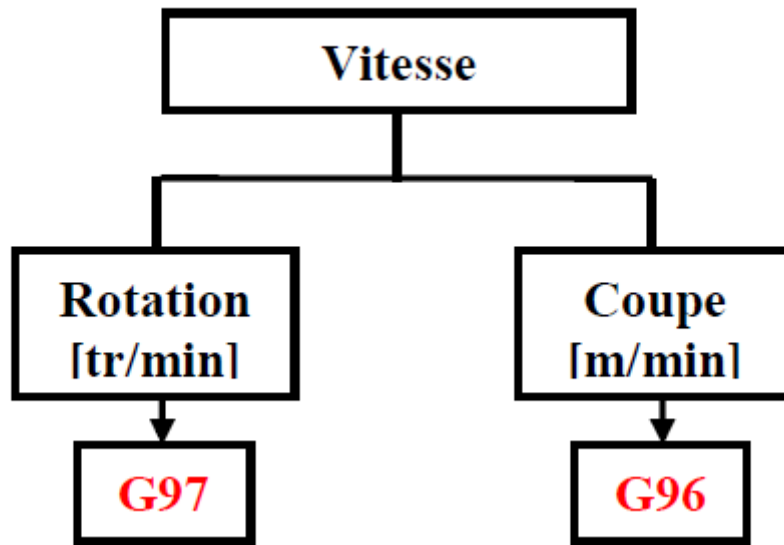 Vitesse
Rotation
[tr/min]
Coupe
[m/min]
G97
G96